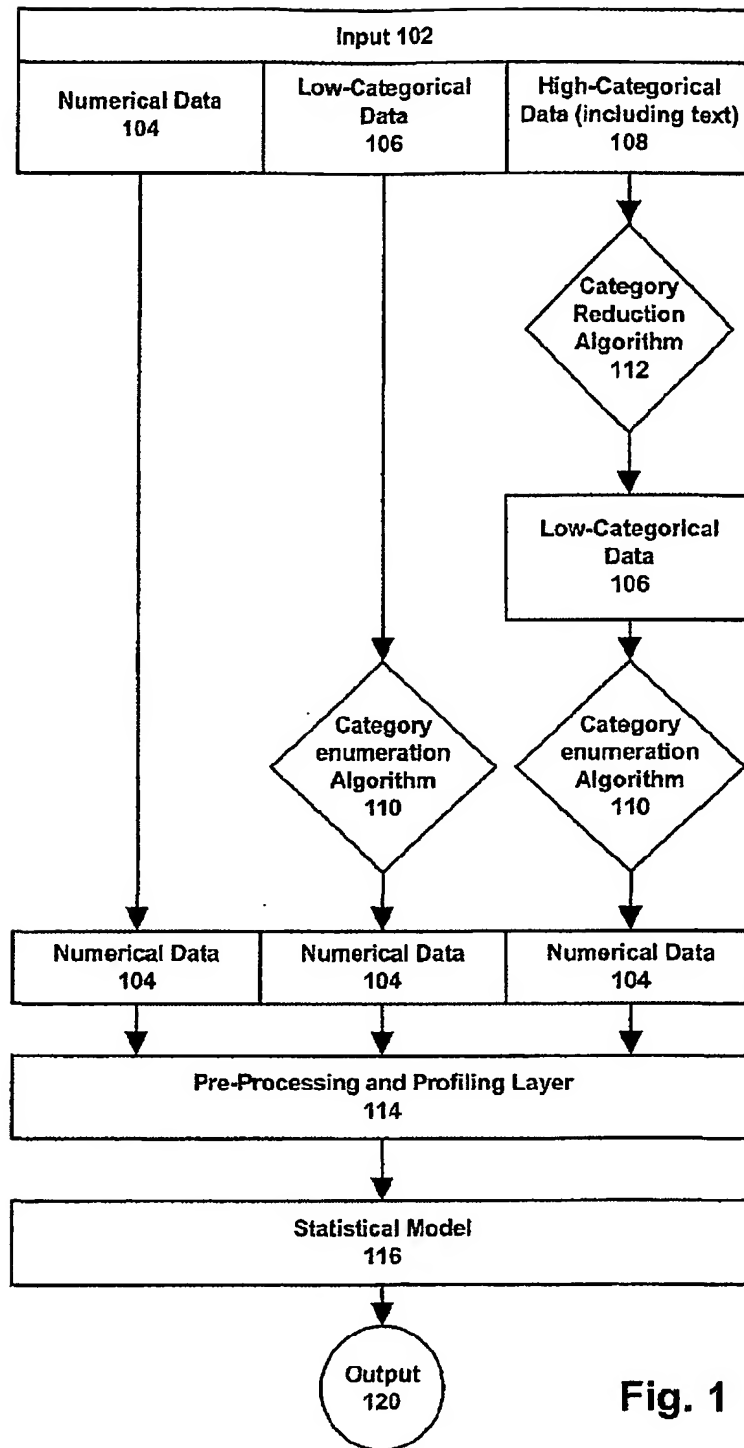 Input 102
Numerical Data
104
Low-Categorical
Data
106
High-Categorical
Data (including text)
108
Category
Reduction
Algorithm
112
Low-Categorical
Data
106
Category
enumeration
Algorithm
110
Category
enumeration
Algorithm
110
Numerical Data
104
Numerical Data
104
Numerical Data
104
Pre-Processing and Profiling Layer
114
Statistical Model
116
Output
120
Fig. 1